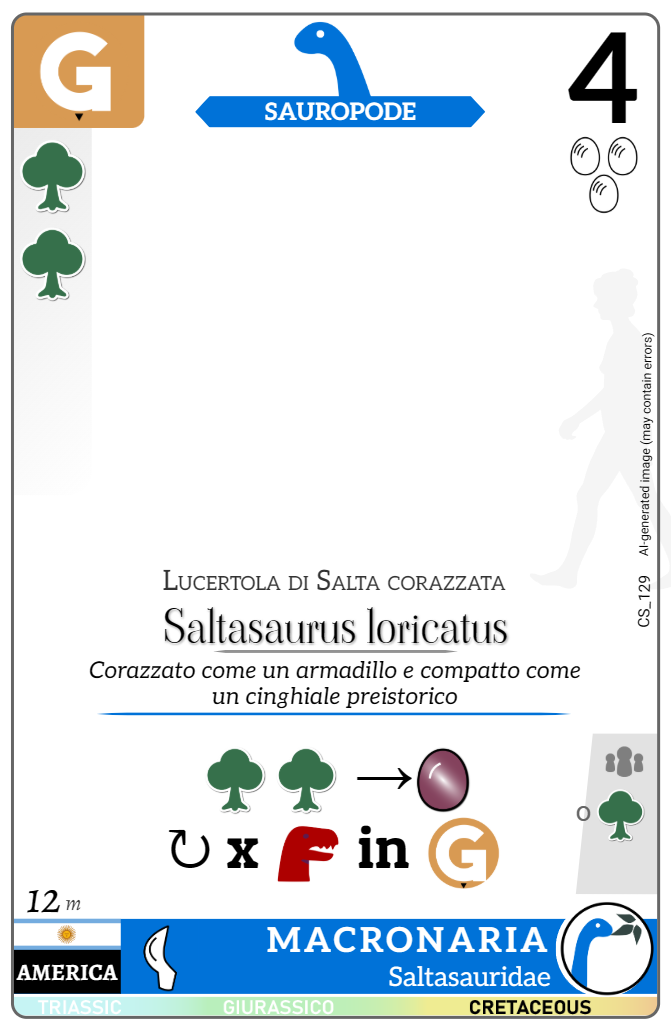 G
SAUROPODE
4
AI-generated image (may contain errors)
CS_129
Lucertola di Salta corazzata
Saltasaurus loricatus
Corazzato come un armadillo e compatto come
un cinghiale preistorico
↻ x in G
o
12 m
AMERICA
MACRONARIA
Saltasauridae
TRIASSIC GIURASSICO CRETACEOUS